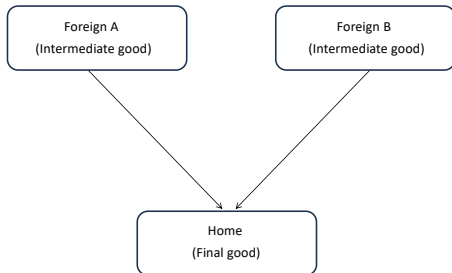 Foreign A
(Intermediate good)
Foreign B
(Intermediate good)
Home
(Final good)